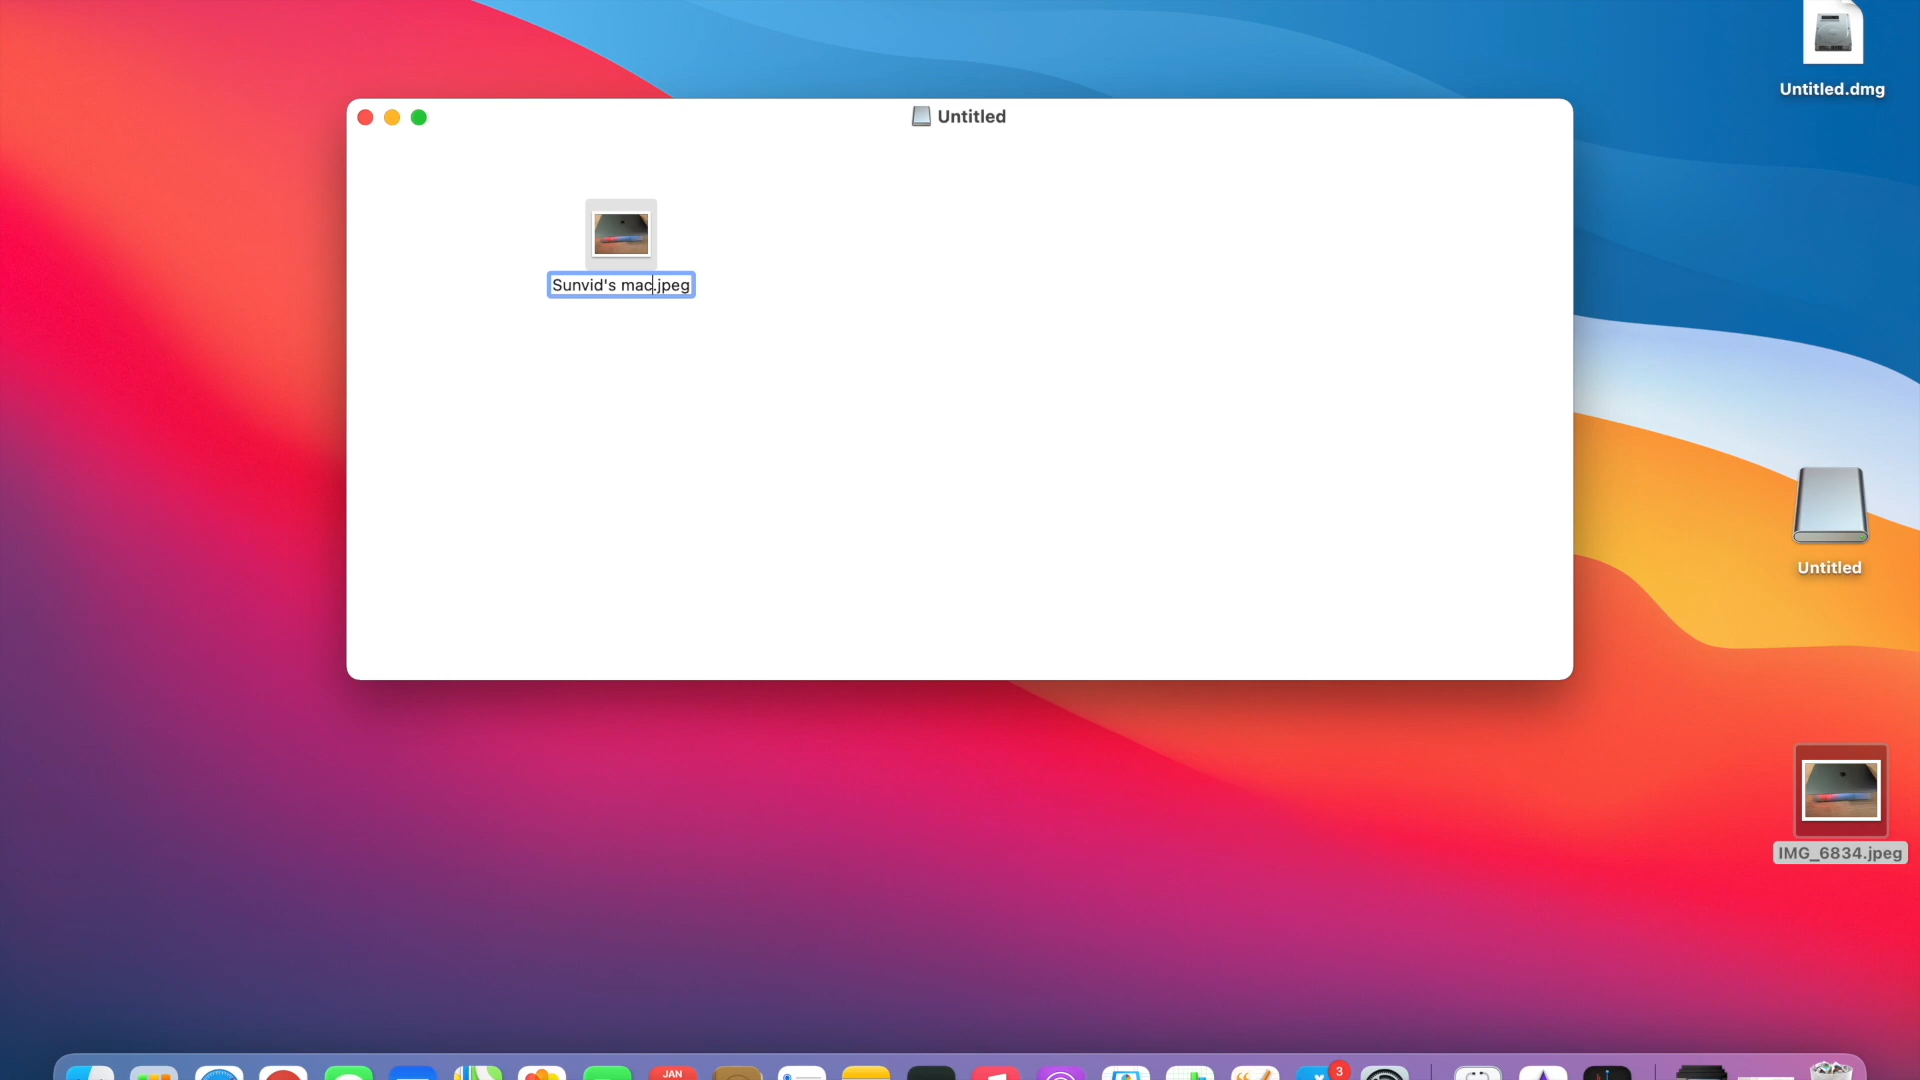 Untitled.dmg
Untitled
Sunvid's mac.jpeg
Untitled
IMG_6834.jpeg
JAN
3